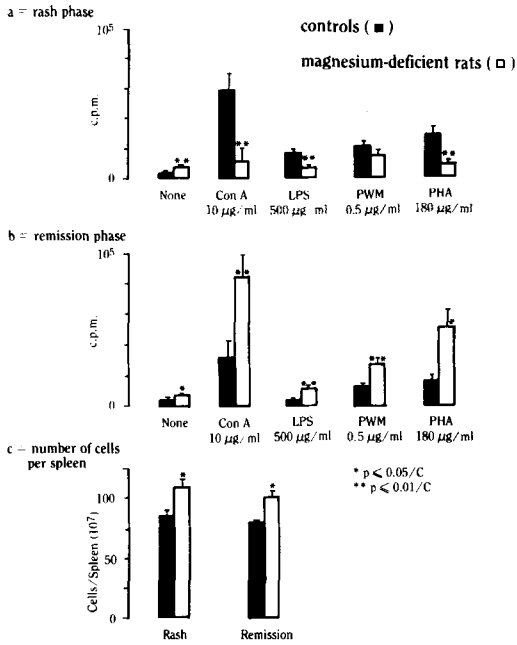 a = rash phase
controls ( ■ )
magnesium-deficient rats ( □ )
10⁵
c.p.m.
0
** ** ** **
None Con A LPS PWM PHA
10 µg/ml 500 µg ml 0.5 µg/ml 180 µg/ml
b = remission phase
10⁵
c.p.m.
0
* ** ** ** *
None Con A LPS PWM PHA
10 µg/ml 500 µg/ml 0.5 µg/ml 180 µg/ml
c = number of cells
per spleen
* p ⩽ 0.05/C
** p ⩽ 0.01/C
* *
100
50
0
Cells/Spleen (10⁷)
Rash Remission